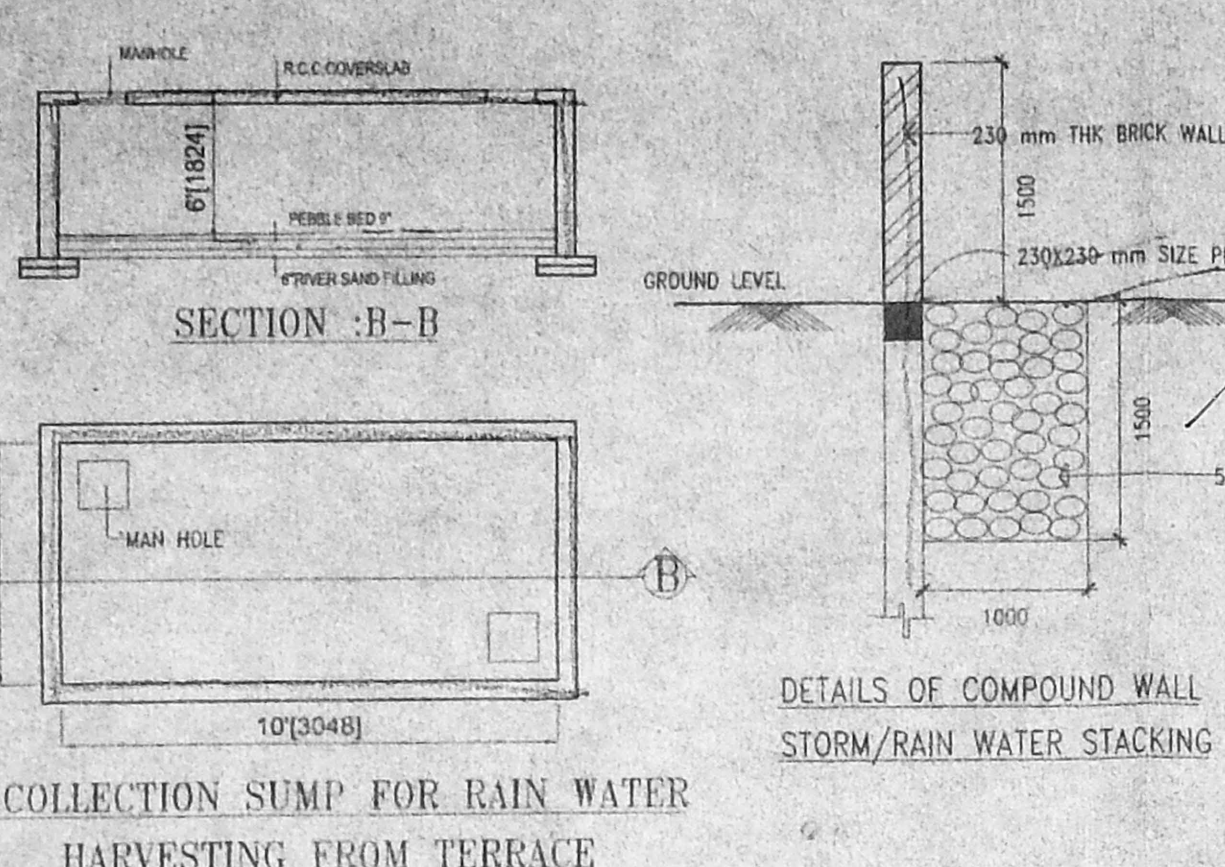 MANHOLE
R.C.C.COVERSLAB
6'[1824]
PEBBLE BED 9"
6"RIVER SAND FILLING
SECTION :B-B
MAN HOLE
B
10'[3048]
COLLECTION SUMP FOR RAIN WATER
HARVESTING FROM TERRACE
230 mm THK BRICK WALL
1500
230X230 mm SIZE
GROUND LEVEL
1500
5
1000
DETAILS OF COMPOUND WALL
STORM/RAIN WATER STACKING